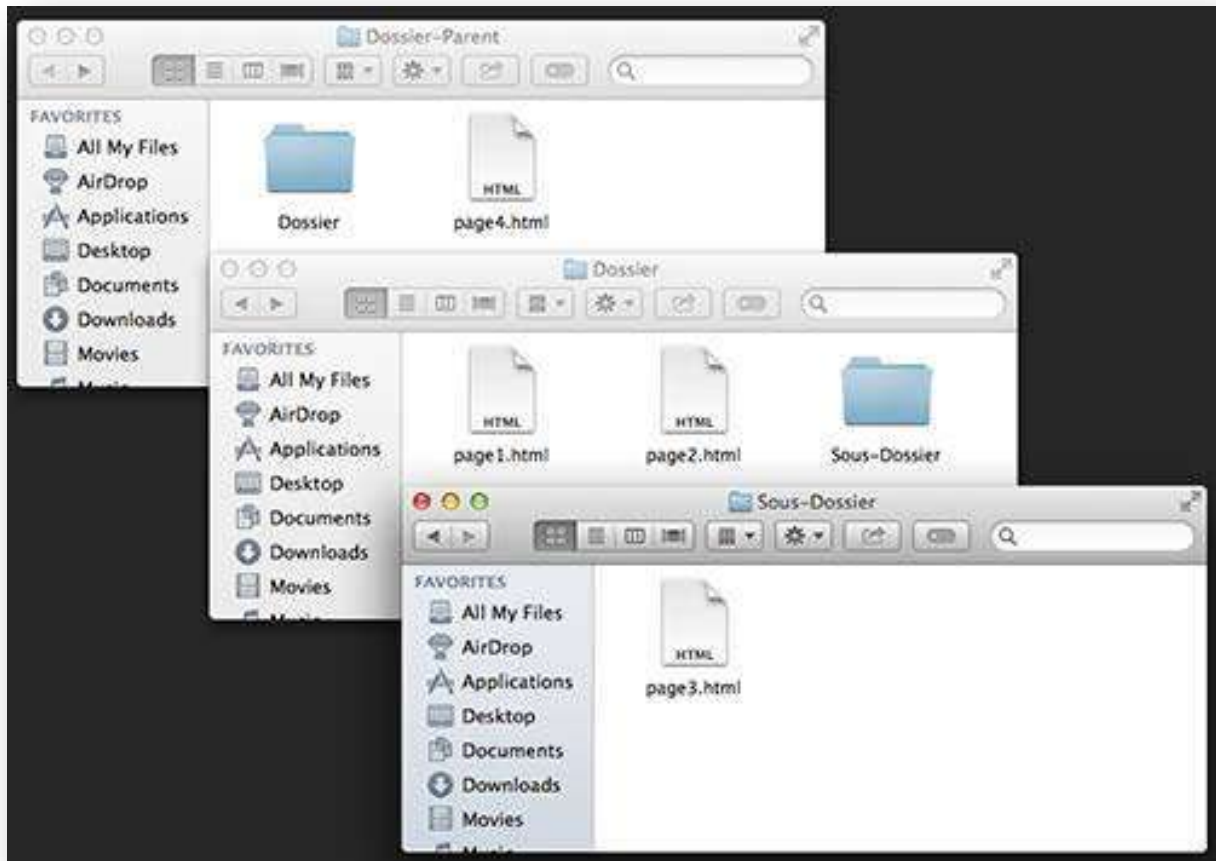 Dossier-Parent
FAVORITES
All My Files
AirDrop
Applications
Desktop
Documents
Downloads
Movies
HTML
Dossier
page4.html
Dossier
FAVORITES
All My Files
AirDrop
Applications
Desktop
Documents
Downloads
Movies
HTML
HTML
page1.html
page2.html
Sous-Dossier
Sous-Dossier
FAVORITES
All My Files
AirDrop
Applications
Desktop
Documents
Downloads
Movies
HTML
page3.html